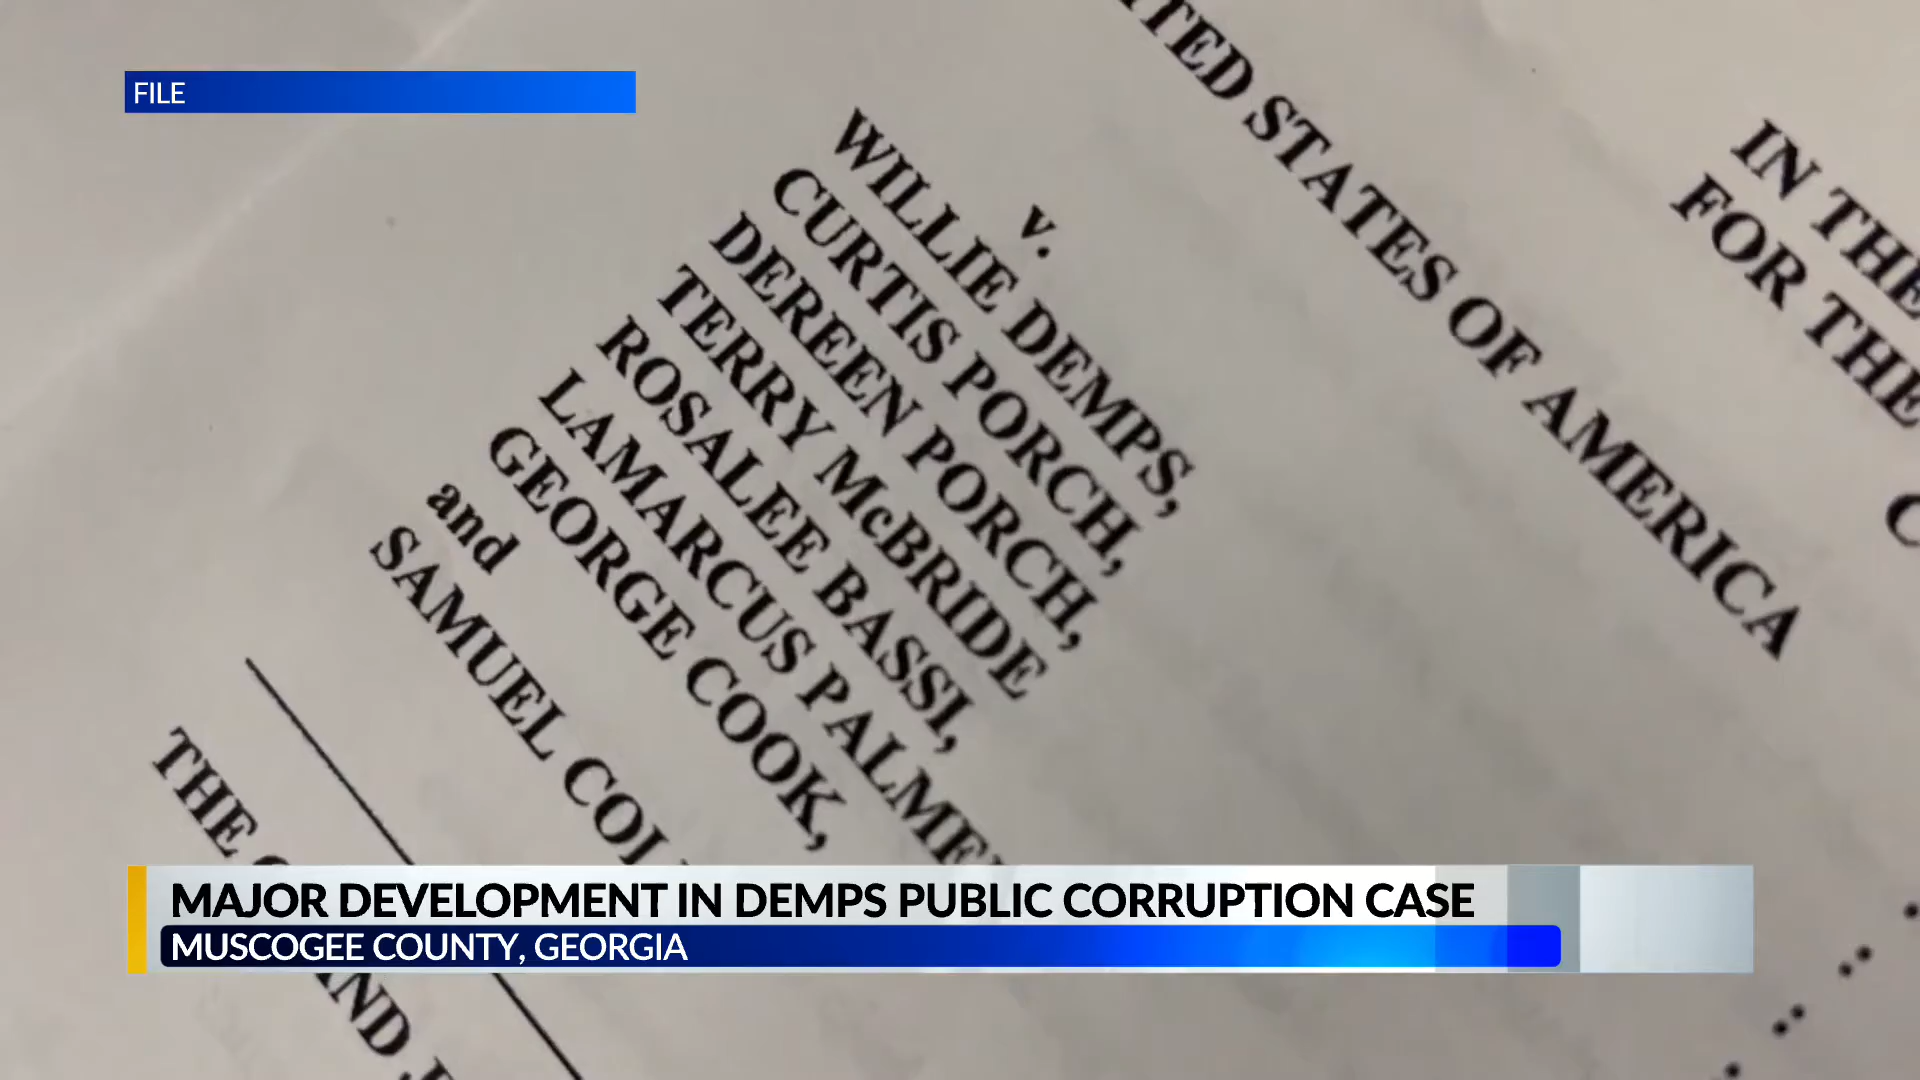 FILE
IN THE
FOR THE
STATES OF AMERICA
v.
WILLIE DEMPS,
CURTIS PORCH,
DEREEN PORCH,
TERRY McBRIDE
ROSALEE BASSI,
LAMARCUS
GEORGE COOK,
and
SAMUEL
THE
MAJOR DEVELOPMENT IN DEMPS PUBLIC CORRUPTION CASE
MUSCOGEE COUNTY, GEORGIA